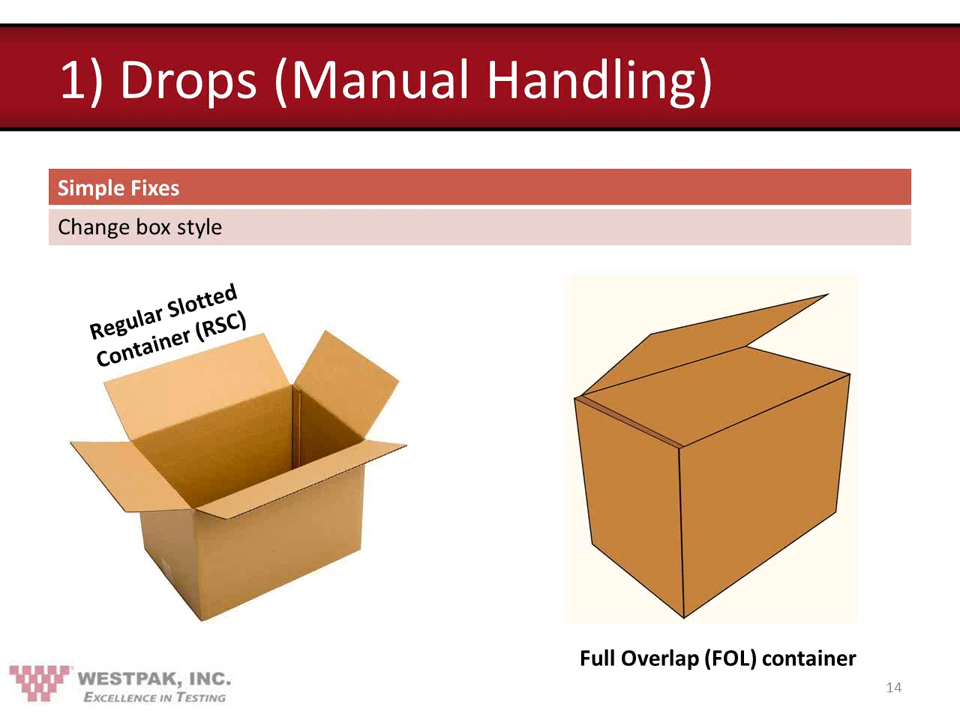 1) Drops (Manual Handling)
Simple Fixes
Change box style
Regular Slotted
Container (RSC)
Full Overlap (FOL) container
WESTPAK, INC.
EXCELLENCE IN TESTING
14